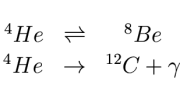 ⁴He ⇌ ⁸Be
⁴He → ¹²C + γ